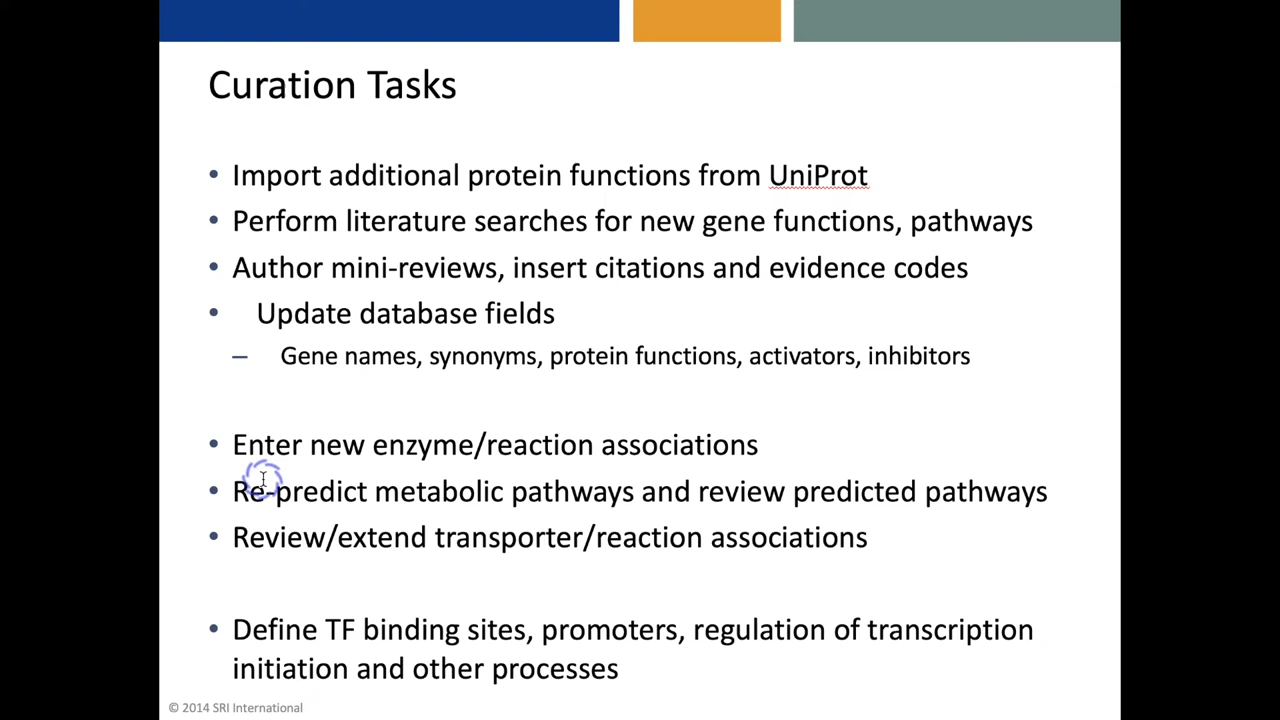 Curation Tasks
• Import additional protein functions from UniProt
• Perform literature searches for new gene functions, pathways
• Author mini-reviews, insert citations and evidence codes
• Update database fields
– Gene names, synonyms, protein functions, activators, inhibitors
• Enter new enzyme/reaction associations
• Re-predict metabolic pathways and review predicted pathways
• Review/extend transporter/reaction associations
• Define TF binding sites, promoters, regulation of transcription
initiation and other processes
© 2014 SRI International